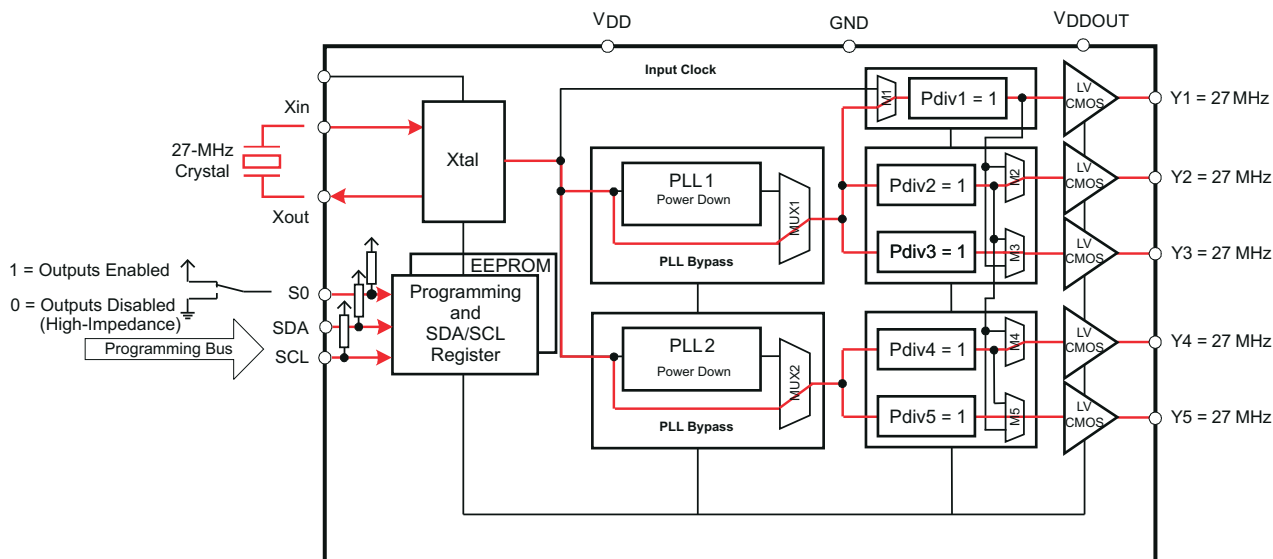 VDD
GND
VDDOUT
Input Clock
Xin
27-MHz
Crystal
Xout
Xtal
M1
Pdiv1 = 1
LV
CMOS
Y1 = 27 MHz
PLL 1
Power Down
MUX1
PLL Bypass
Pdiv2 = 1
M2
LV
CMOS
Y2 = 27 MHz
Pdiv3 = 1
M3
LV
CMOS
Y3 = 27 MHz
1 = Outputs Enabled
0 = Outputs Disabled
(High-Impedance)
Programming Bus
S0
SDA
SCL
EEPROM
Programming
and
SDA/SCL
Register
PLL 2
Power Down
MUX2
PLL Bypass
Pdiv4 = 1
M4
LV
CMOS
Y4 = 27 MHz
Pdiv5 = 1
M5
LV
CMOS
Y5 = 27 MHz